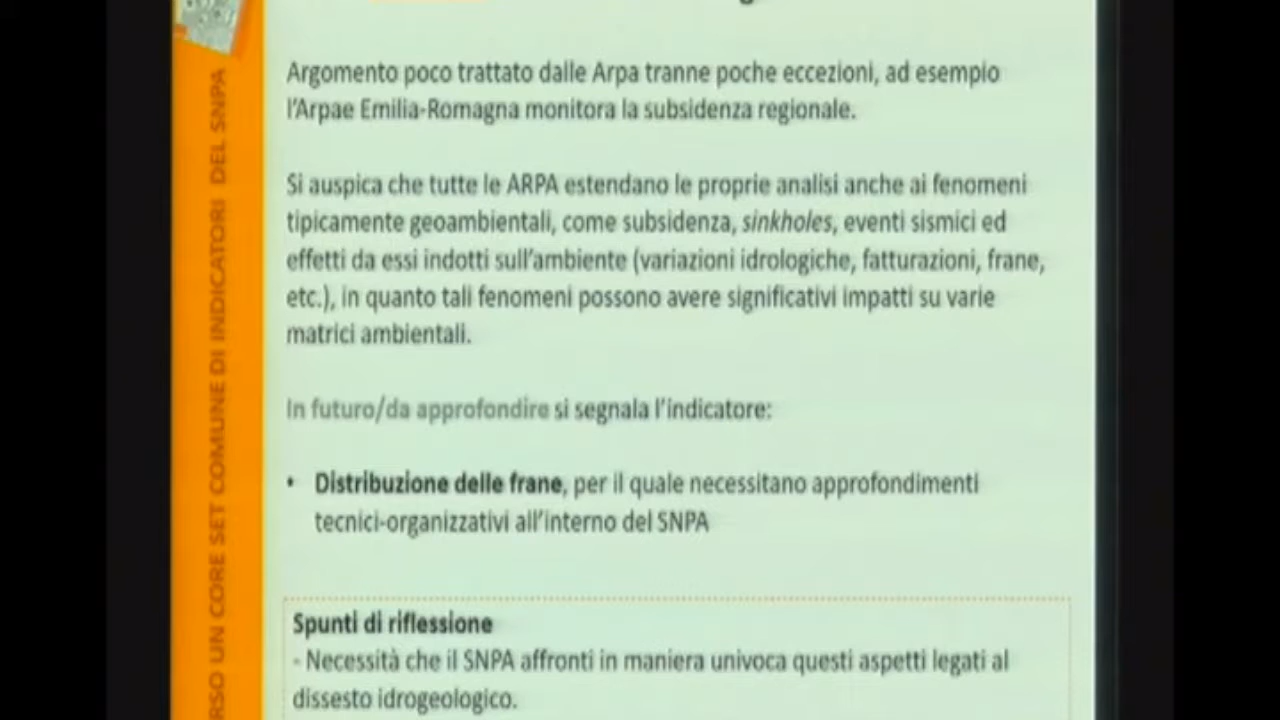 Argomento poco trattato dalle Arpa tranne poche eccezioni, ad esempio
l'Arpae Emilia-Romagna monitora la subsidenza regionale.
Si auspica che tutte le ARPA estendano le proprie analisi anche ai fenomeni
tipicamente geoambientali, come subsidenza, sinkholes, eventi sismici ed
effetti da essi indotti sull'ambiente (variazioni idrologiche, fatturazioni, frane,
etc.), in quanto tali fenomeni possono avere significativi impatti su varie
matrici ambientali.
In futuro/da approfondire si segnala l'indicatore:
• Distribuzione delle frane, per il quale necessitano approfondimenti
tecnici-organizzativi all'interno del SNPA
Spunti di riflessione
- Necessità che il SNPA affronti in maniera univoca questi aspetti legati al
dissesto idrogeologico.
RSO UN CORE SET COMUNE DI INDICATORI DEL SNPA